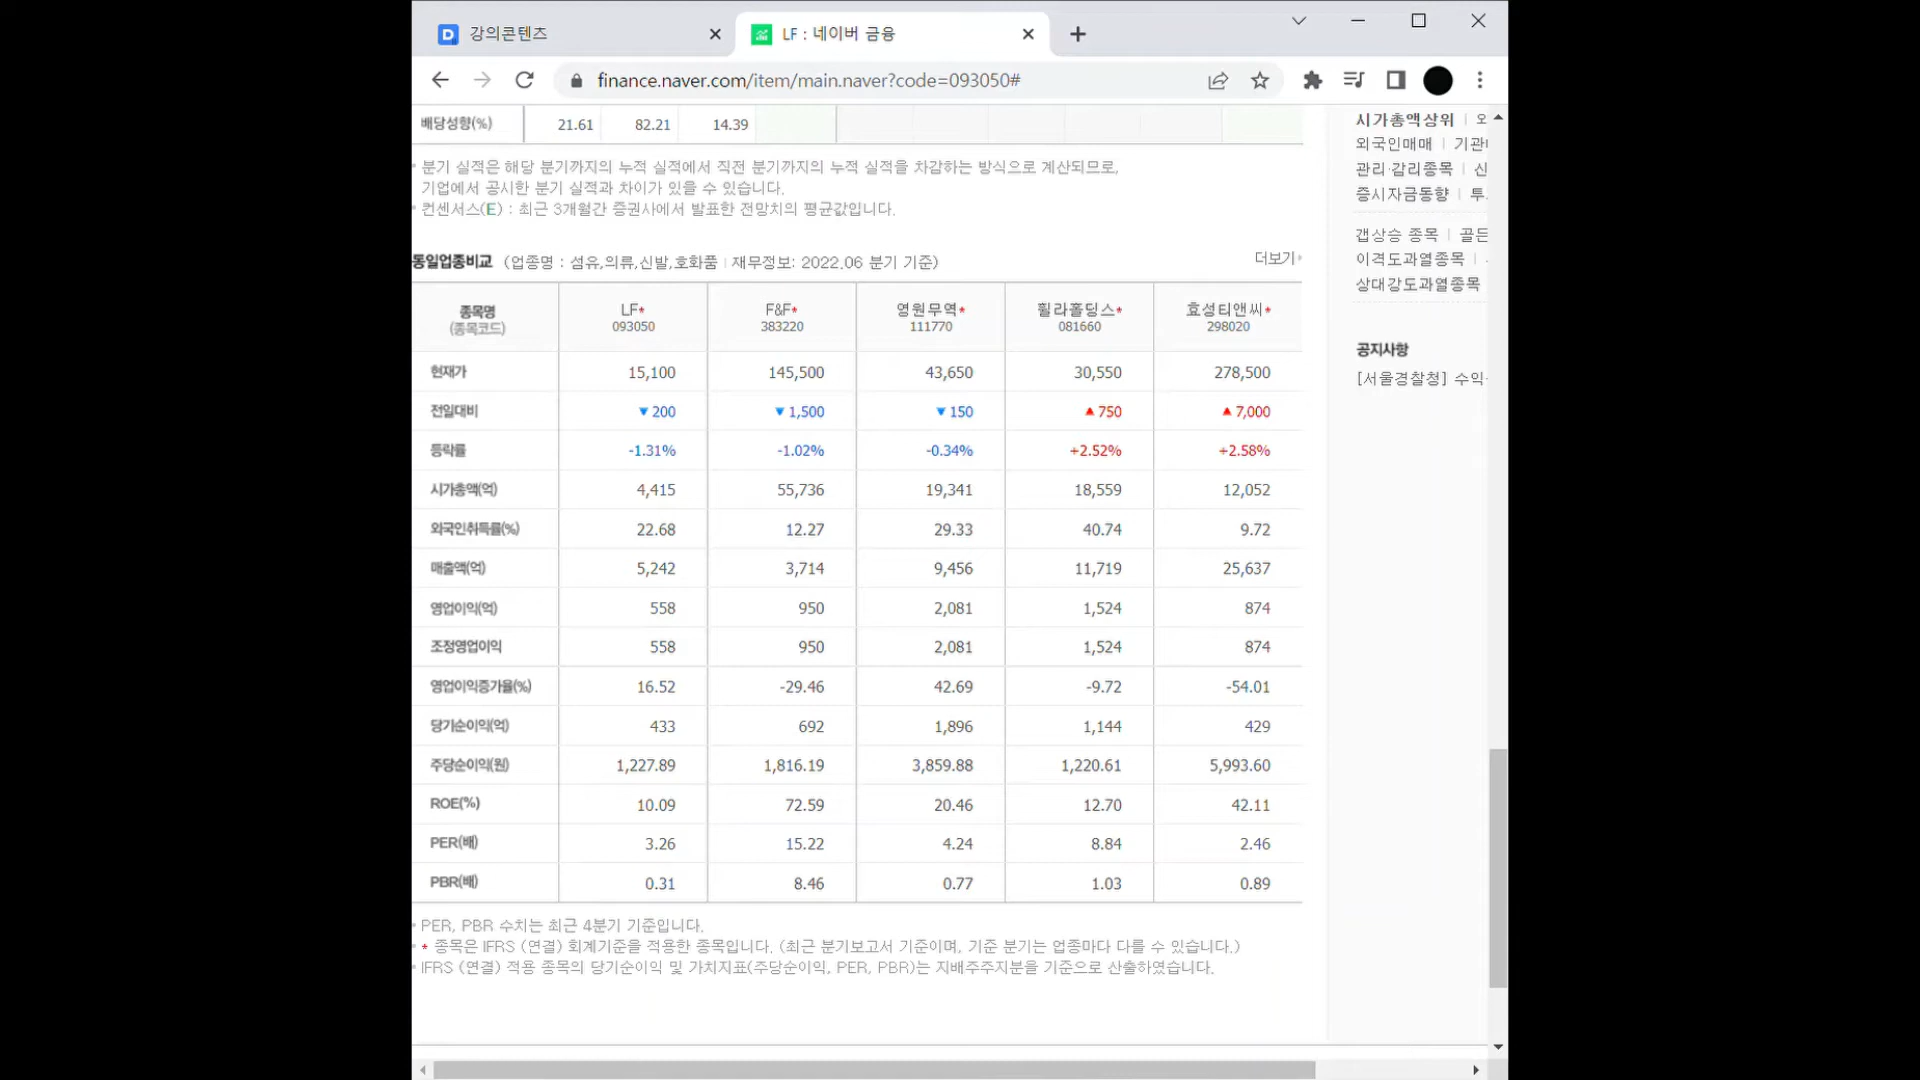 강의콘텐츠
LF : 네이버 금융
finance.naver.com/item/main.naver?code=093050#
배당성향(%) 21.61 82.21 14.39
분기 실적은 해당 분기까지의 누적 실적에서 직전 분기까지의 누적 실적을 차감하는 방식으로 계산되므로,
기업에서 공시한 분기 실적과 차이가 있을 수 있습니다.
컨센서스(E) : 최근 3개월간 증권사에서 발표한 전망치의 평균값입니다.
동일업종비교 (업종명 : 섬유,의류,신발,호화품 | 재무정보: 2022.06 분기 기준) 더보기
종목명 LF* F&F* 영원무역* 휠라홀딩스* 효성티앤씨*
(종목코드) 093050 383220 111770 081660 298020
현재가 15,100 145,500 43,650 30,550 278,500
전일대비 ▼200 ▼1,500 ▼150 ▲750 ▲7,000
등락률 -1.31% -1.02% -0.34% +2.52% +2.58%
시가총액(억) 4,415 55,736 19,341 18,559 12,052
외국인취득률(%) 22.68 12.27 29.33 40.74 9.72
매출액(억) 5,242 3,714 9,456 11,719 25,637
영업이익(억) 558 950 2,081 1,524 874
조정영업이익 558 950 2,081 1,524 874
영업이익증가율(%) 16.52 -29.46 42.69 -9.72 -54.01
당기순이익(억) 433 692 1,896 1,144 429
주당순이익(원) 1,227.89 1,816.19 3,859.88 1,220.61 5,993.60
ROE(%) 10.09 72.59 20.46 12.70 42.11
PER(배) 3.26 15.22 4.24 8.84 2.46
PBR(배) 0.31 8.46 0.77 1.03 0.89
PER, PBR 수치는 최근 4분기 기준입니다.
* 종목은 IFRS (연결) 회계기준을 적용한 종목입니다. (최근 분기보고서 기준이며, 기준 분기는 업종마다 다를 수 있습니다.)
IFRS (연결) 적용 종목의 당기순이익 및 가치지표(주당순이익, PER, PBR)는 지배주주지분을 기준으로 산출하였습니다.
시가총액상위 |
외국인매매 | 기관
관리·감리종목 | 신
증시자금동향 | 투
갭상승 종목 | 골든
이격도과열종목 |
상대강도과열종목
공지사항
[서울경찰청] 수익